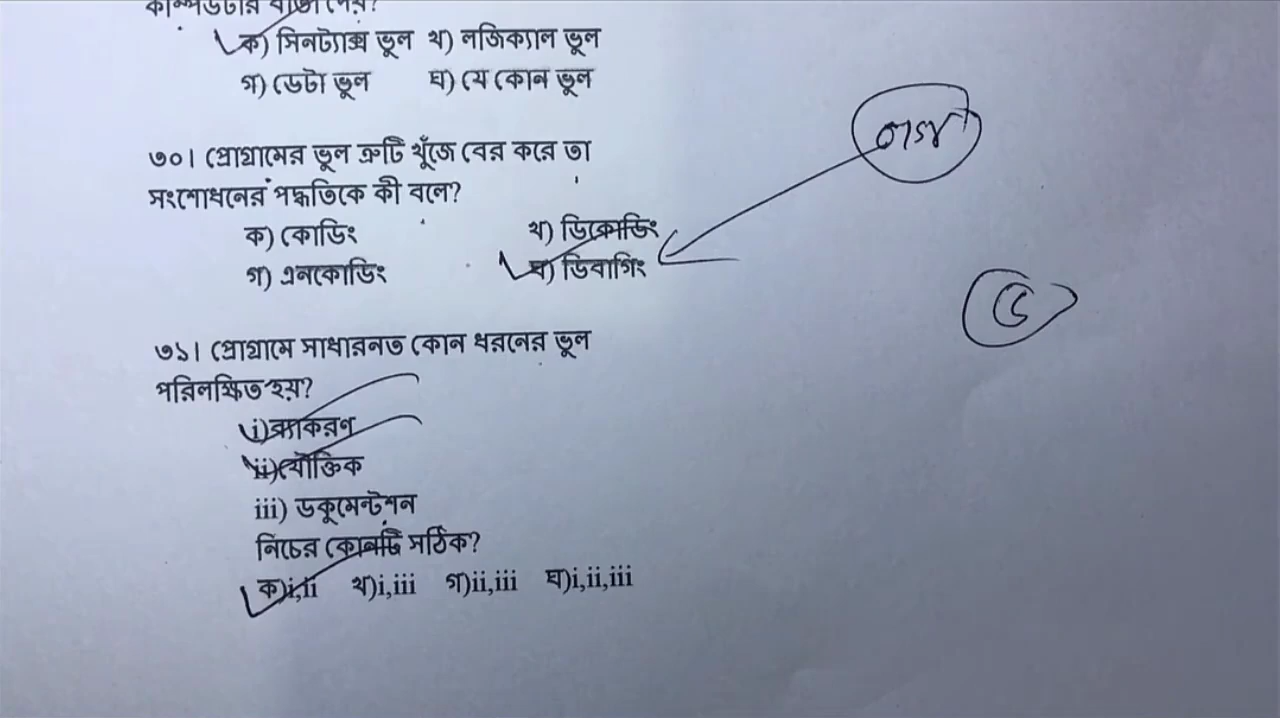 ক) সিনট্যাক্স ভুল খ) লজিক্যাল ভুল
গ) ডেটা ভুল ঘ) যে কোন ভুল
৩০। প্রোগ্রামের ভুল ত্রুটি খুঁজে বের করে তা
সংশোধনের পদ্ধতিকে কী বলে?
ক) কোডিং খ) ডিকোডিং
গ) এনকোডিং ঘ) ডিবাগিং
৩১। প্রোগ্রামে সাধারনত কোন ধরনের ভুল
পরিলক্ষিত হয়?
i)ব্যাকরণ
ii)যৌক্তিক
iii) ডকুমেন্টেশন
নিচের কোনটি সঠিক?
ক)i,ii খ)i,iii গ)ii,iii ঘ)i,ii,iii